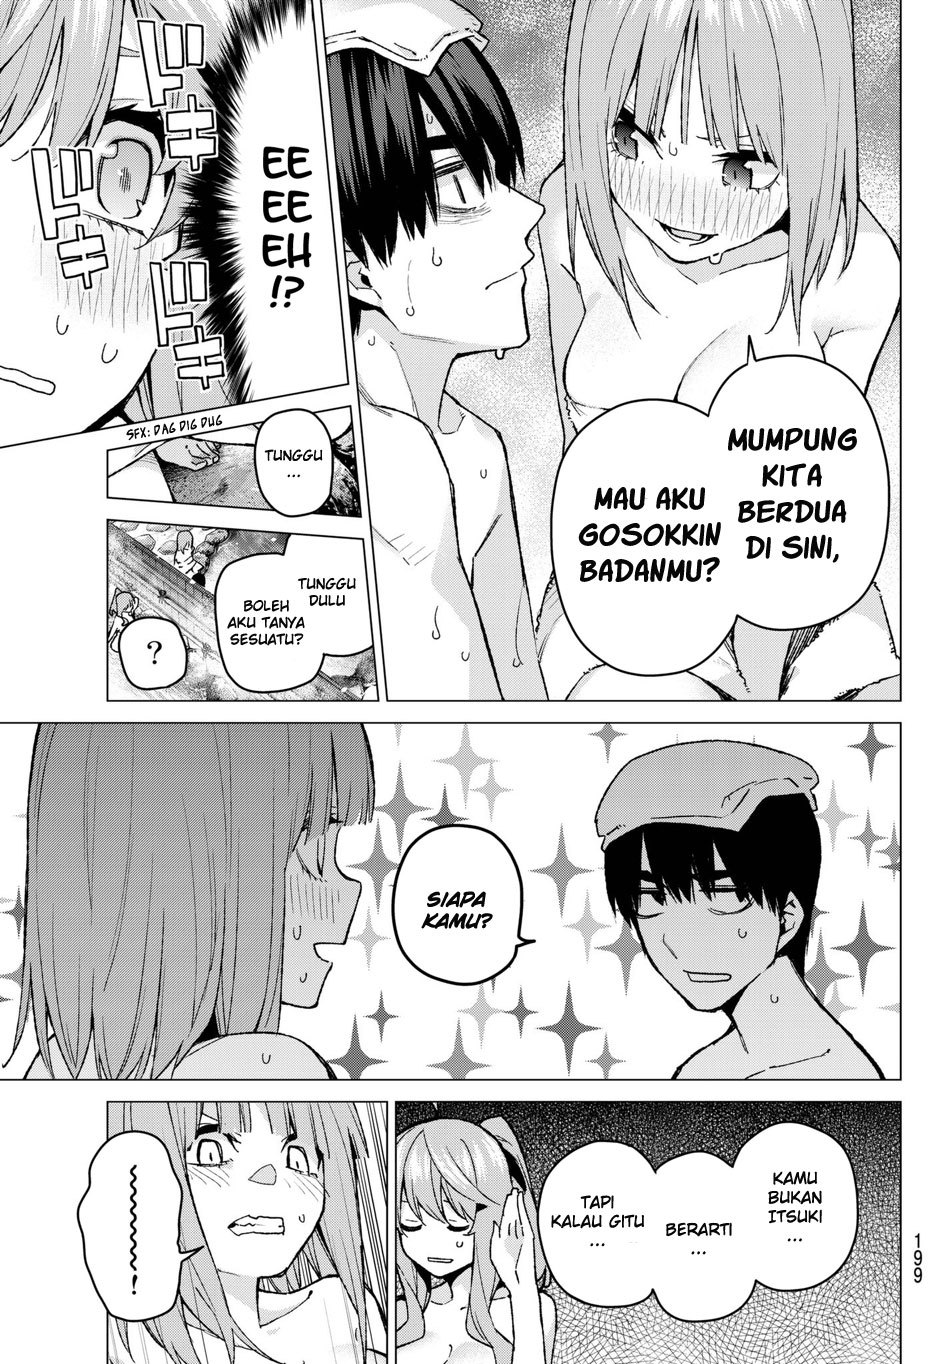 MUMPUNG
KITA
BERDUA
DI SINI,
MAU AKU
GOSOKKIN
BADANMU?
EE
EE
EE
EH
!?
ドキ
ドキ
ドキ
ドキ
SFX: DAG DIG DUG
TUNGGU
...
TUNGGU
DULU
BOLEH
AKU TANYA
SESUATU?
?
SIAPA
KAMU?
KAMU
BUKAN
ITSUKI
...
BERARTI
...
TAPI
KALAU GITU
...
~~~~~!
199